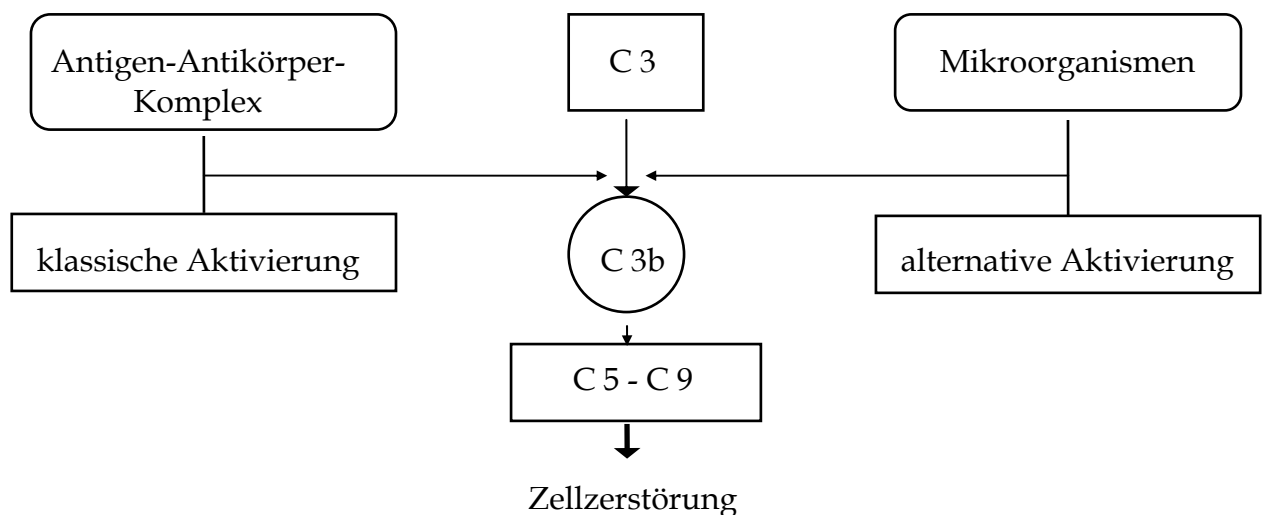 Antigen-Antikörper-
Komplex
C 3
Mikroorganismen
klassische Aktivierung
C 3b
alternative Aktivierung
C 5 - C 9
Zellzerstörung